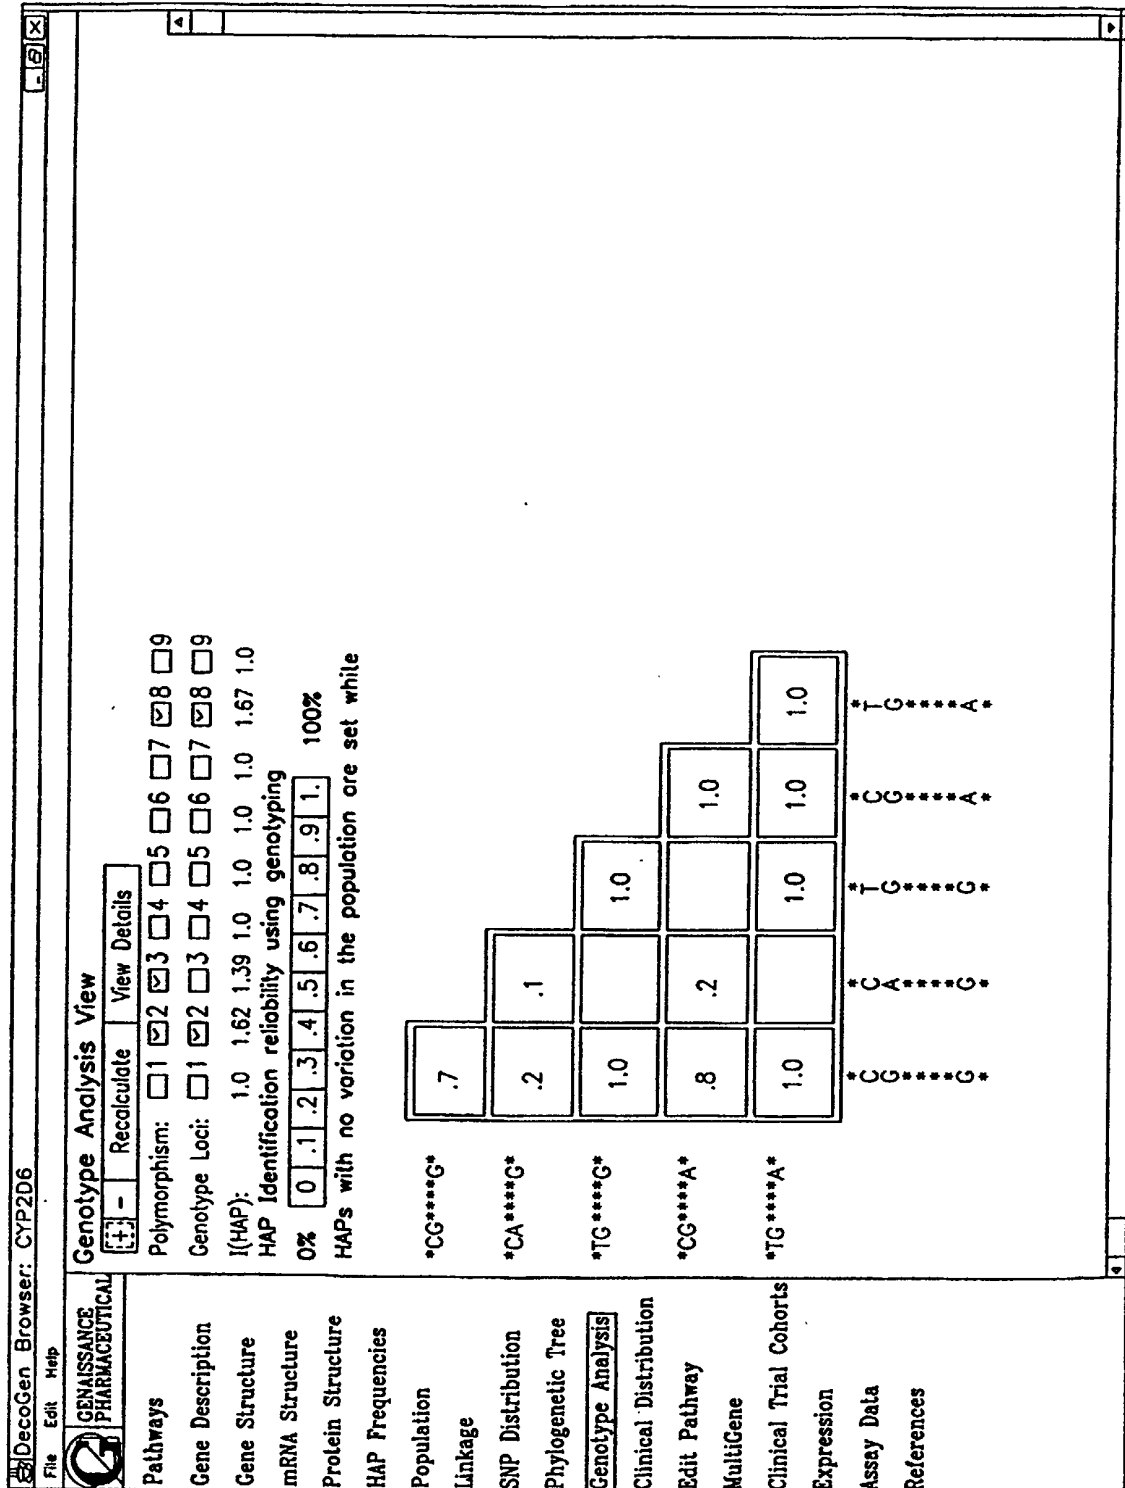 DecoGen Browser: CYP2D6
File Edit Help
GENAISSANCE
PHARMACEUTICAL
Pathways
Gene Description
Gene Structure
mRNA Structure
Protein Structure
HAP Frequencies
Population
Linkage
SNP Distribution
Phylogenetic Tree
Genotype Analysis
Clinical Distribution
Edit Pathway
MultiGene
Clinical Trial Cohorts
Expression
Assay Data
References
Genotype Analysis View
[+] - Recalculate View Details
Polymorphism: 1 2 3 4 5 6 7 8 9
Genotype Loci: 1 2 3 4 5 6 7 8 9
I(HAP): 1.0 1.62 1.39 1.0 1.0 1.0 1.0 1.67 1.0
HAP Identification reliability using genotyping
0% 0 .1 .2 .3 .4 .5 .6 .7 .8 .9 1. 100%
HAPs with no variation in the population are set while
*CG****G* .7
*CA****G* .2 .1
*TG****G* 1.0 1.0
*CG****A* .8 .2 1.0
*TG****A* 1.0 1.0 1.0 1.0
*CG****G* *CA****G* *TG****G* *CG****A* *TG****A*